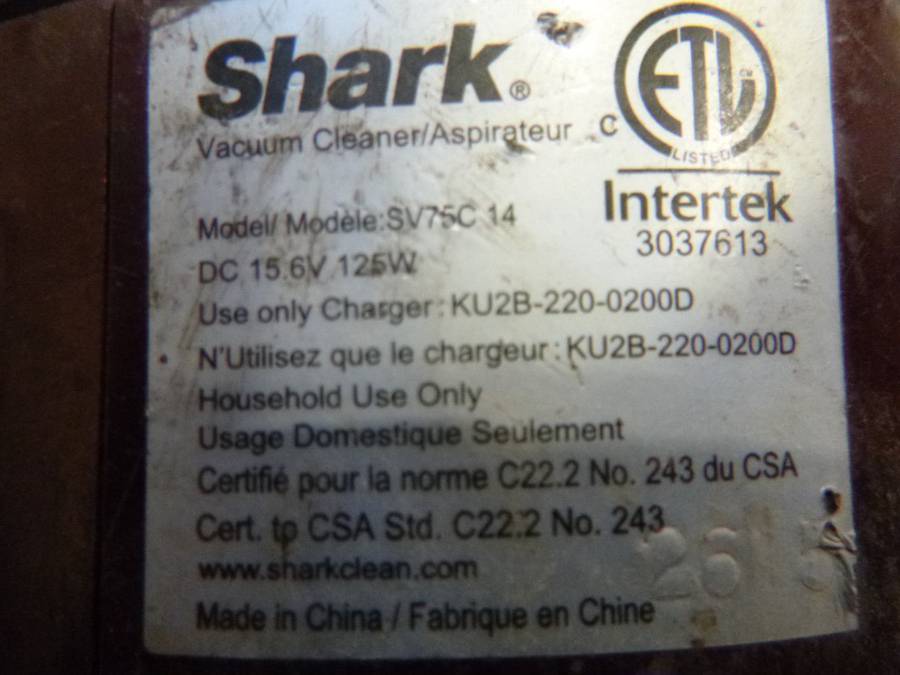 Shark®
Vacuum Cleaner/Aspirateur
C ETL CM
LISTED
Intertek
3037613
Model/ Modèle:SV75C 14
DC 15.6V 125W
Use only Charger: KU2B-220-0200D
N'Utilisez que le chargeur: KU2B-220-0200D
Household Use Only
Usage Domestique Seulement
Certifié pour la norme C22.2 No. 243 du CSA
Cert. to CSA Std. C22.2 No. 243
www.sharkclean.com
Made in China / Fabrique en Chine